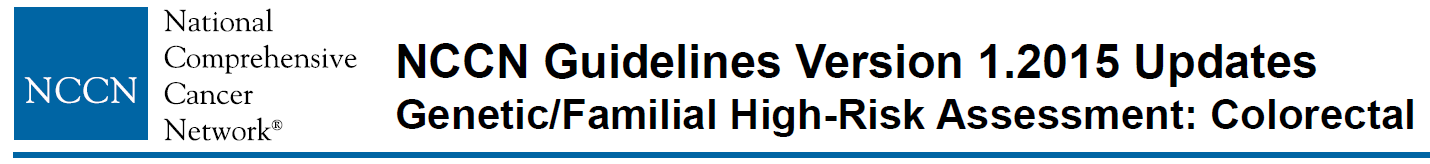 NCCN
National
Comprehensive
Cancer
Network®
NCCN Guidelines Version 1.2015 Updates
Genetic/Familial High-Risk Assessment: Colorectal